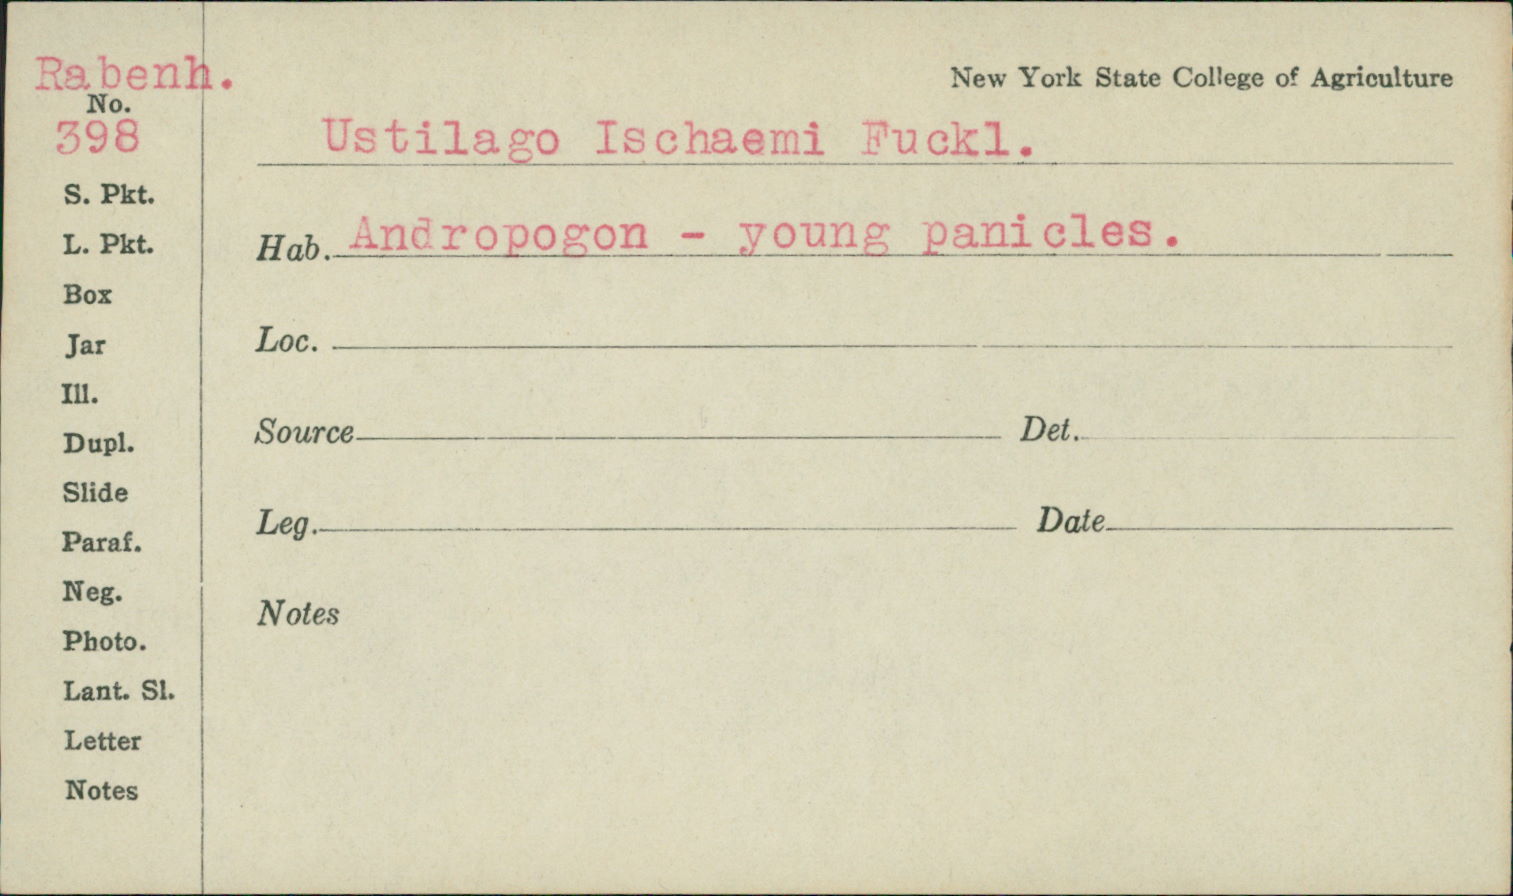 Rabenh.
No.
398
New York State College of Agriculture
Ustilago Ischaemi Fuckl.
S. Pkt.
L. Pkt.
Box
Jar
Ill.
Dupl.
Slide
Paraf.
Neg.
Photo.
Lant. Sl.
Letter
Notes
Hab. Andropogon - young panicles.
Loc.
Source Det.
Leg. Date
Notes